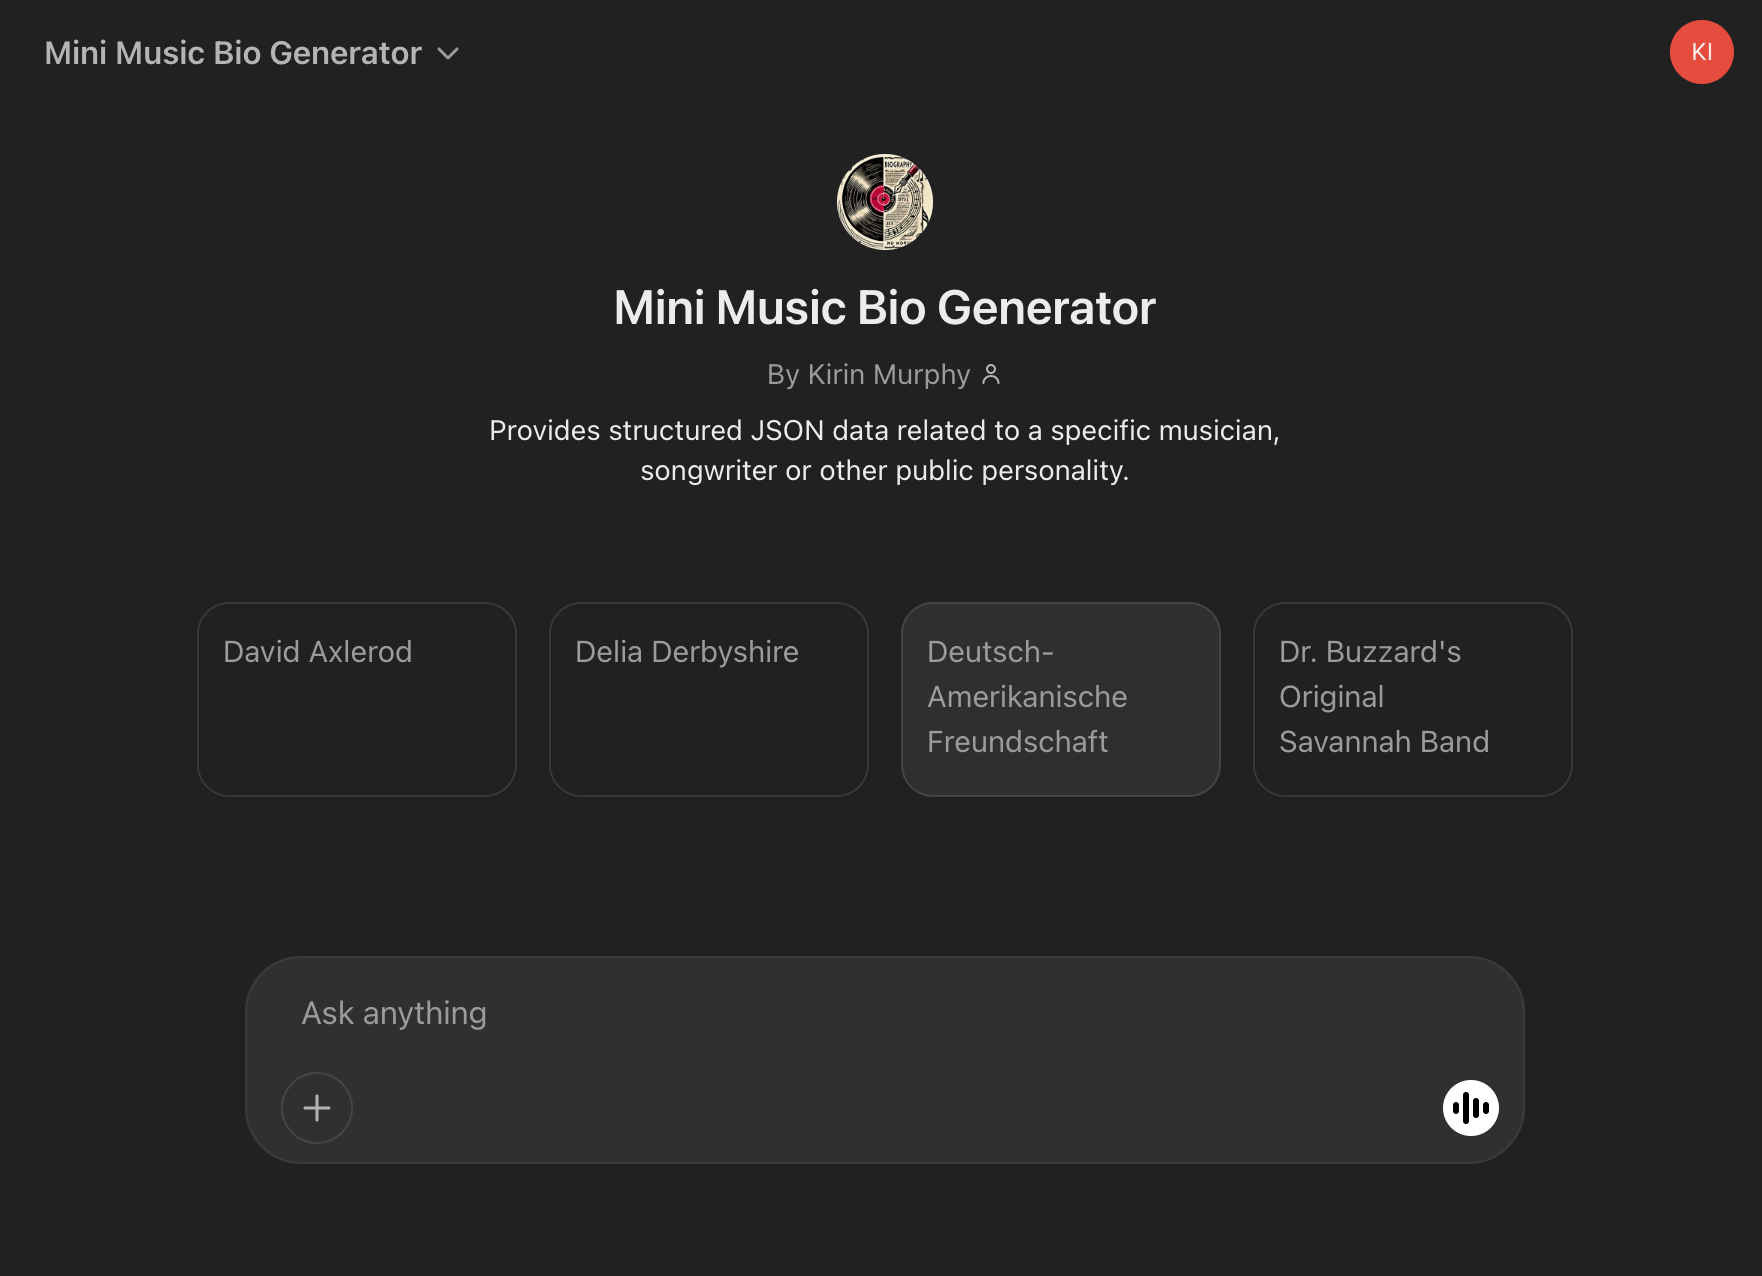 Mini Music Bio Generator
KI
BIOGRAPHY
Mini Music Bio Generator
By Kirin Murphy
Provides structured JSON data related to a specific musician,
songwriter or other public personality.
David Axlerod
Delia Derbyshire
Deutsch-
Amerikanische
Freundschaft
Dr. Buzzard's
Original
Savannah Band
Ask anything